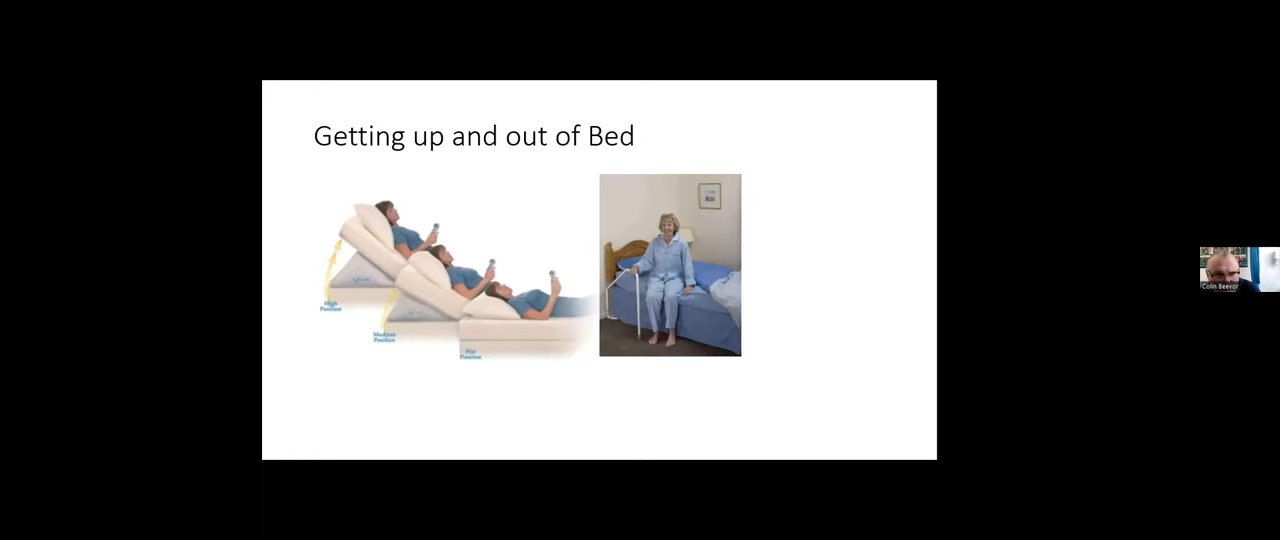 Getting up and out of Bed
High
Position
Medium
Position
Flat
Position
Colin Beevor